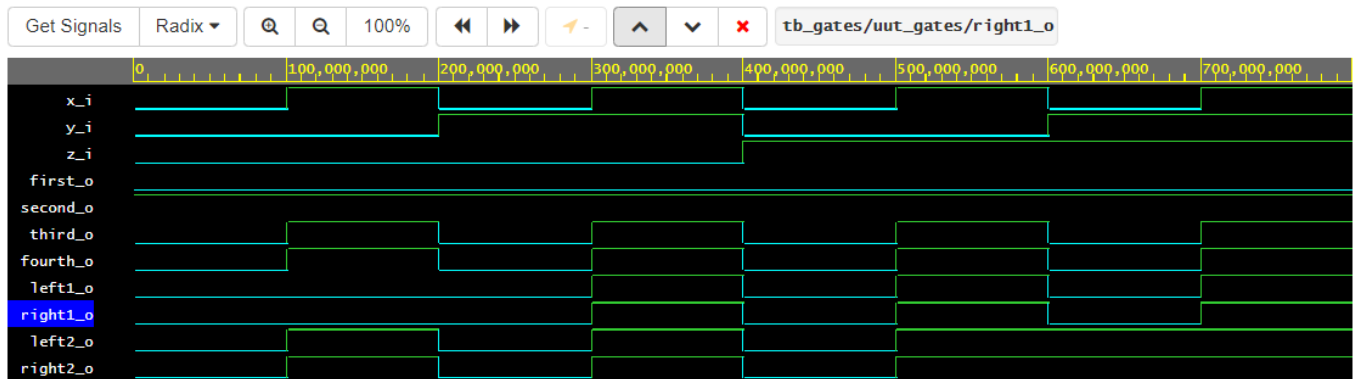 Get Signals Radix 100% - tb_gates/uut_gates/right1_o
0 100,000,000 200,000,000 300,000,000 400,000,000 500,000,000 600,000,000 700,000,000
x_i
y_i
z_i
first_o
second_o
third_o
fourth_o
left1_o
right1_o
left2_o
right2_o